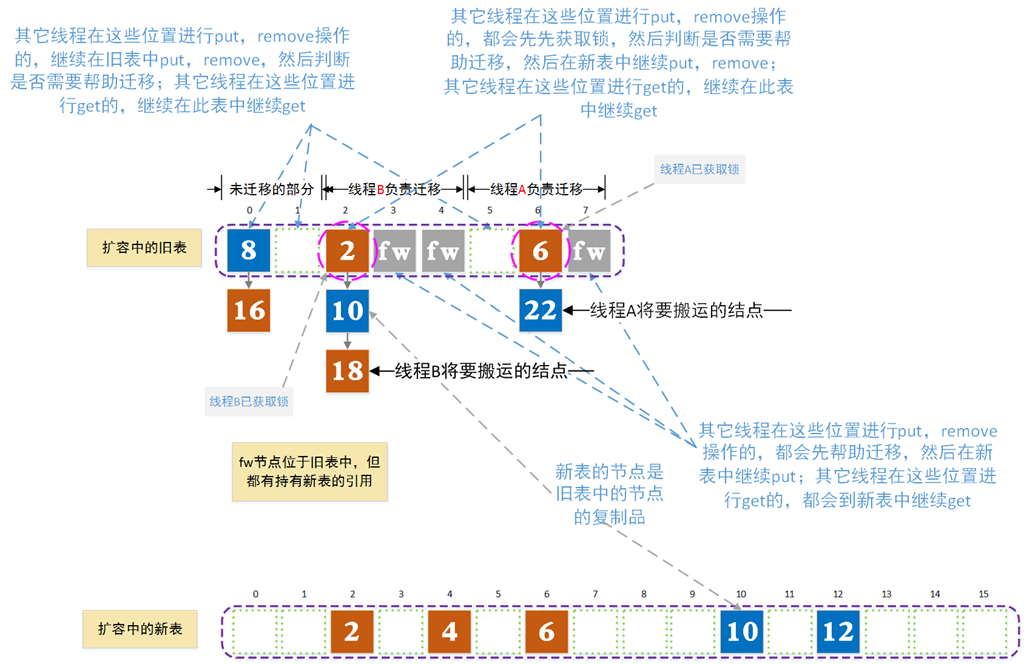 其它线程在这些位置进行put，remove操作
的，继续在旧表中put，remove，然后判断
是否需要帮助迁移；其它线程在这些位置进
行get的，继续在此表中继续get
其它线程在这些位置进行put，remove操作
的，都会先先获取锁，然后判断是否需要帮
助迁移，然后在新表中继续put，remove；
其它线程在这些位置进行get的，继续在此表
中继续get
线程A已获取锁
未迁移的部分
线程B负责迁移
线程A负责迁移
0 1 2 3 4 5 6 7
扩容中的旧表
8 2 fw fw 6 fw
16 10 22
线程A将要搬运的结点
18
线程B将要搬运的结点
线程B已获取锁
fw节点位于旧表中，但
都有持有新表的引用
新表的节点是
旧表中的节点
的复制品
其它线程在这些位置进行put，remove
操作的，都会先帮助迁移，然后在新
表中继续put；其它线程在这些位置进
行get的，都会到新表中继续get
0 1 2 3 4 5 6 7 8 9 10 11 12 13 14 15
扩容中的新表
2 4 6 10 12